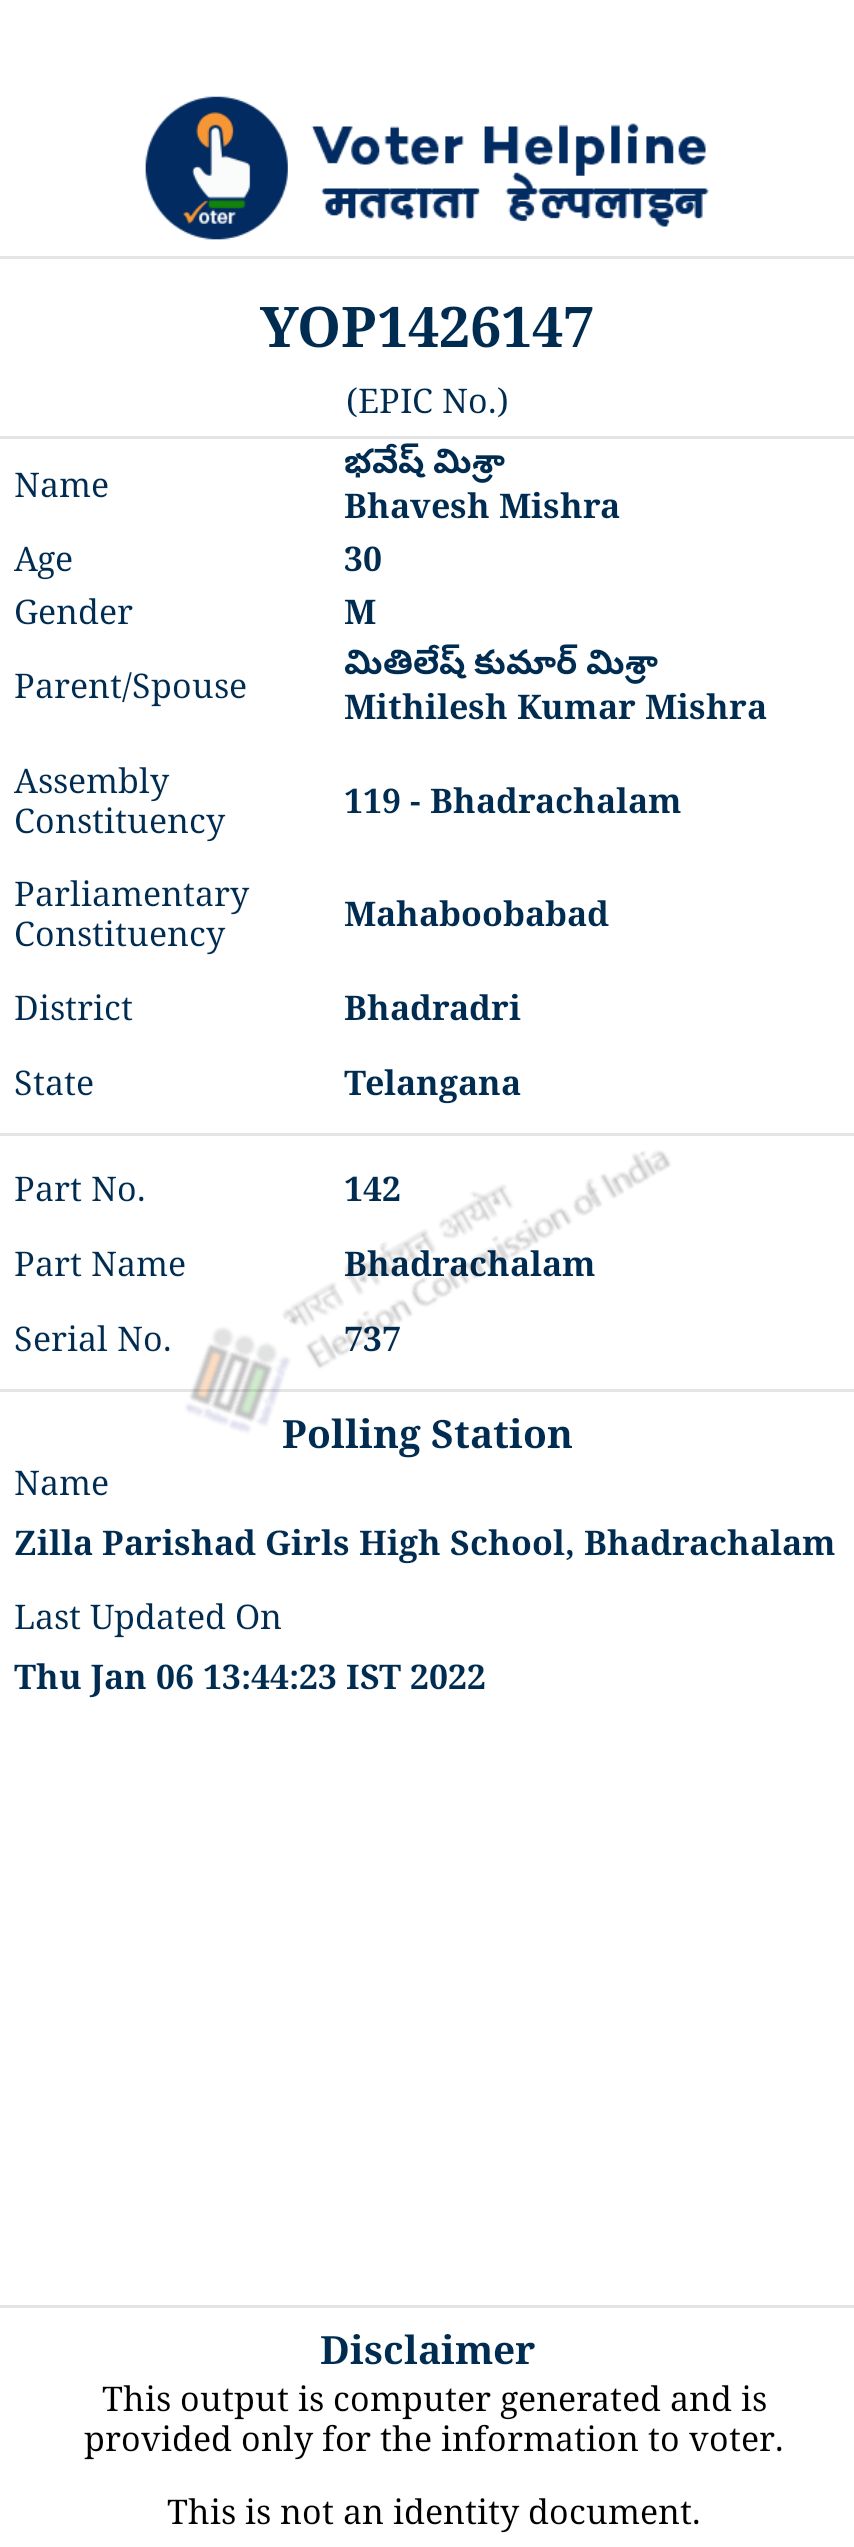 Voter Helpline
मतदाता हेल्पलाइन
Voter
YOP1426147
(EPIC No.)
Name
భవేష్ మిశ్రా
Bhavesh Mishra
Age 30
Gender M
Parent/Spouse
మితిలేష్ కుమార్ మిశ్రా
Mithilesh Kumar Mishra
Assembly
Constituency
119 - Bhadrachalam
Parliamentary
Constituency
Mahaboobabad
District Bhadradri
State Telangana
Part No. 142
Part Name Bhadrachalam
Serial No. 737
भारत निर्वाचन आयोग
Election Commission of India
Polling Station
Name
Zilla Parishad Girls High School, Bhadrachalam
Last Updated On
Thu Jan 06 13:44:23 IST 2022
Disclaimer
This output is computer generated and is
provided only for the information to voter.
This is not an identity document.